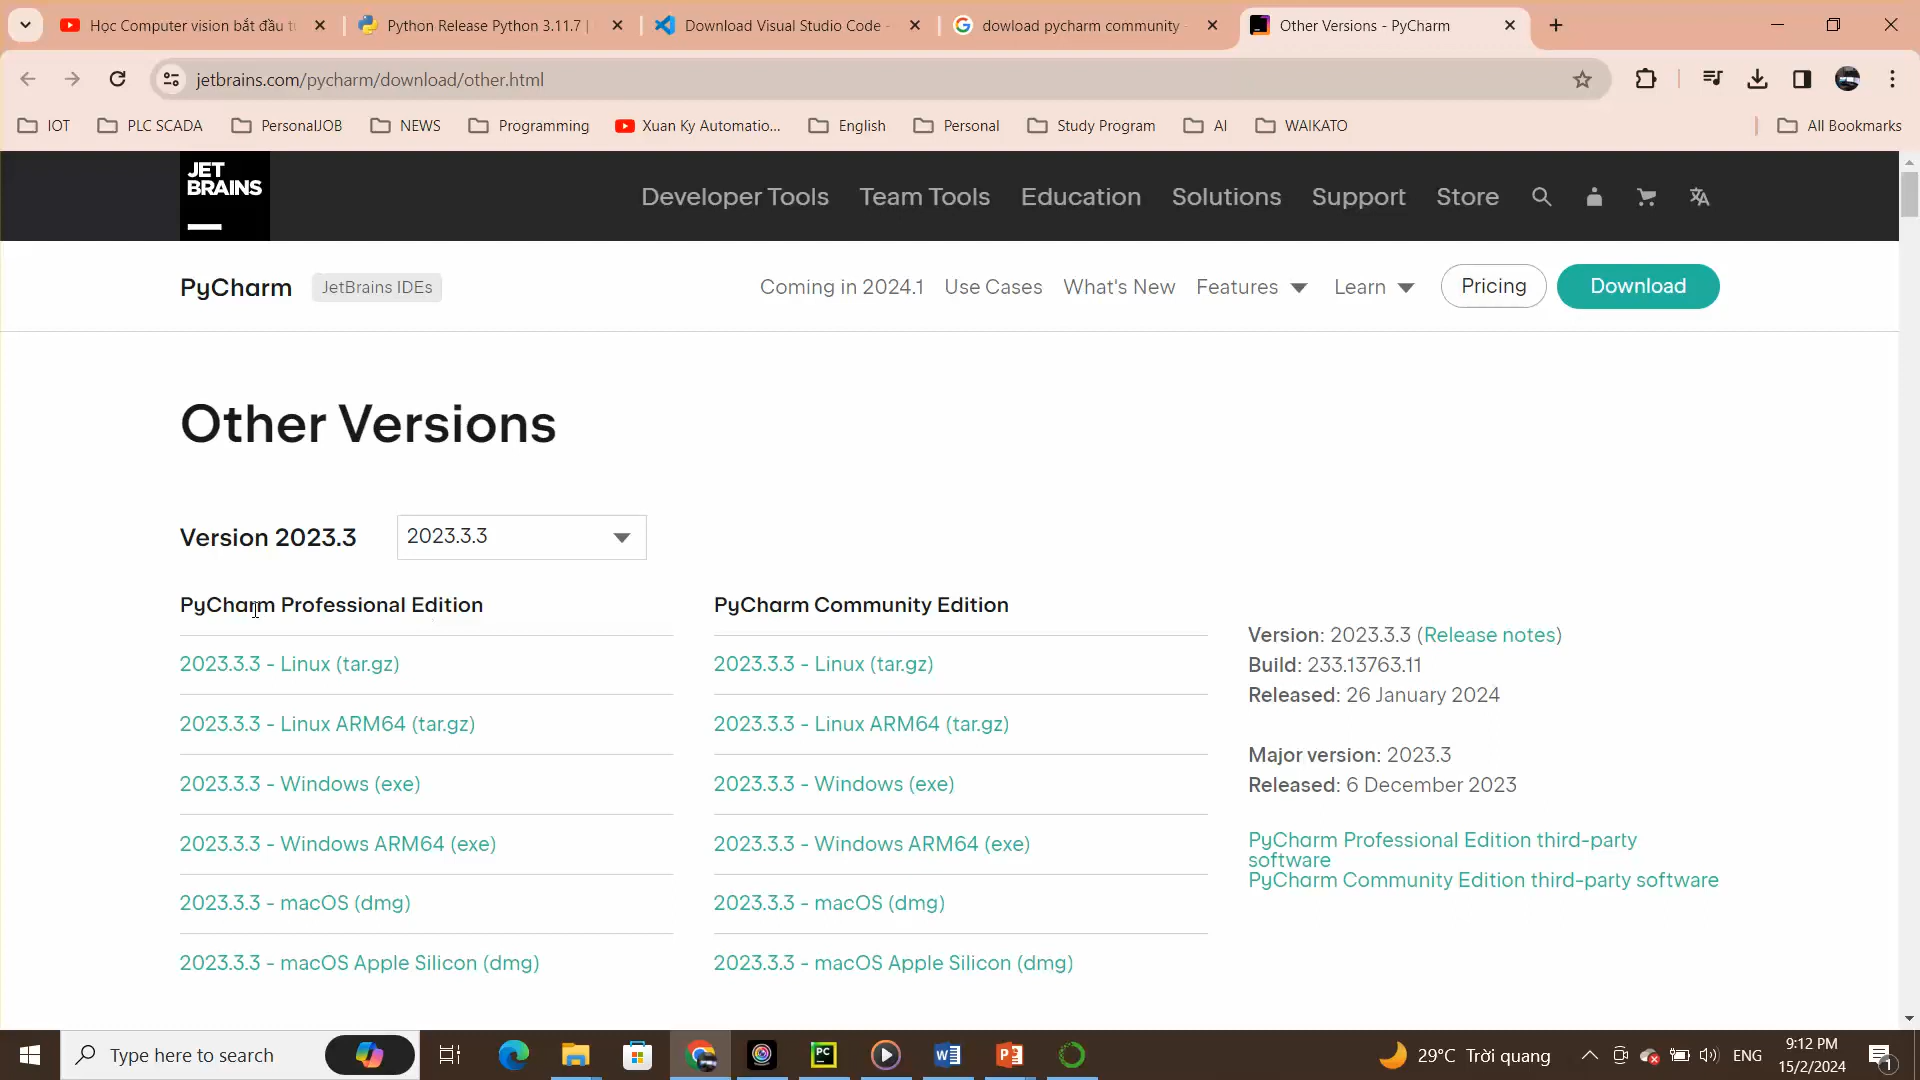 Học Computer vision bắt đầu t
Python Release Python 3.11.7 |
Download Visual Studio Code -
dowload pycharm community -
Other Versions - PyCharm
jetbrains.com/pycharm/download/other.html
IOT
PLC SCADA
PersonalJOB
NEWS
Programming
Xuan Ky Automatio...
English
Personal
Study Program
AI
WAIKATO
All Bookmarks
JET
BRAINS
Developer Tools
Team Tools
Education
Solutions
Support
Store
PyCharm
JetBrains IDEs
Coming in 2024.1
Use Cases
What's New
Features
Learn
Pricing
Download
Other Versions
Version 2023.3
2023.3.3
PyCharm Professional Edition
2023.3.3 - Linux (tar.gz)
2023.3.3 - Linux ARM64 (tar.gz)
2023.3.3 - Windows (exe)
2023.3.3 - Windows ARM64 (exe)
2023.3.3 - macOS (dmg)
2023.3.3 - macOS Apple Silicon (dmg)
PyCharm Community Edition
2023.3.3 - Linux (tar.gz)
2023.3.3 - Linux ARM64 (tar.gz)
2023.3.3 - Windows (exe)
2023.3.3 - Windows ARM64 (exe)
2023.3.3 - macOS (dmg)
2023.3.3 - macOS Apple Silicon (dmg)
Version: 2023.3.3 (Release notes)
Build: 233.13763.11
Released: 26 January 2024
Major version: 2023.3
Released: 6 December 2023
PyCharm Professional Edition third-party
software
PyCharm Community Edition third-party software
Type here to search
PC
29°C Trời quang
ENG
9:12 PM
15/2/2024
1